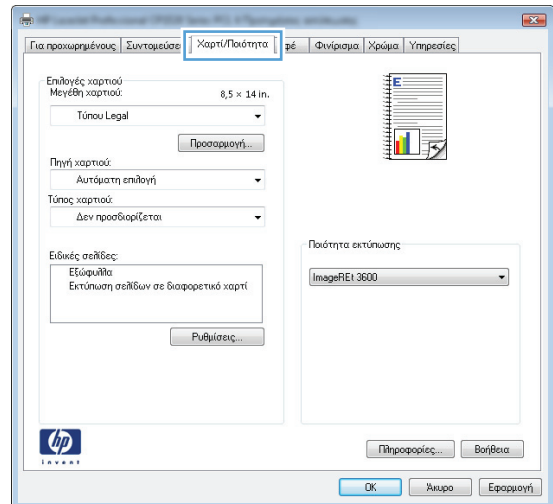 Για προχωρημένους Συντομεύσε Χαρτί/Ποιότητα φέ Φινίρισμα Χρώμα Υπηρεσίες
Επιλογές χαρτιού
Μεγέθη χαρτιού: 8,5 × 14 in.
Τύπου Legal
Προσαρμογή...
Πηγή χαρτιού:
Αυτόματη επιλογή
Τύπος χαρτιού:
Δεν προσδιορίζεται
Ειδικές σελίδες:
Εξώφυλλα
Εκτύπωση σελίδων σε διαφορετικό χαρτί
Ρυθμίσεις...
E
Ποιότητα εκτύπωσης
ImageREt 3600
hp
invent
Πληροφορίες... Βοήθεια
OK Άκυρο Εφαρμογή